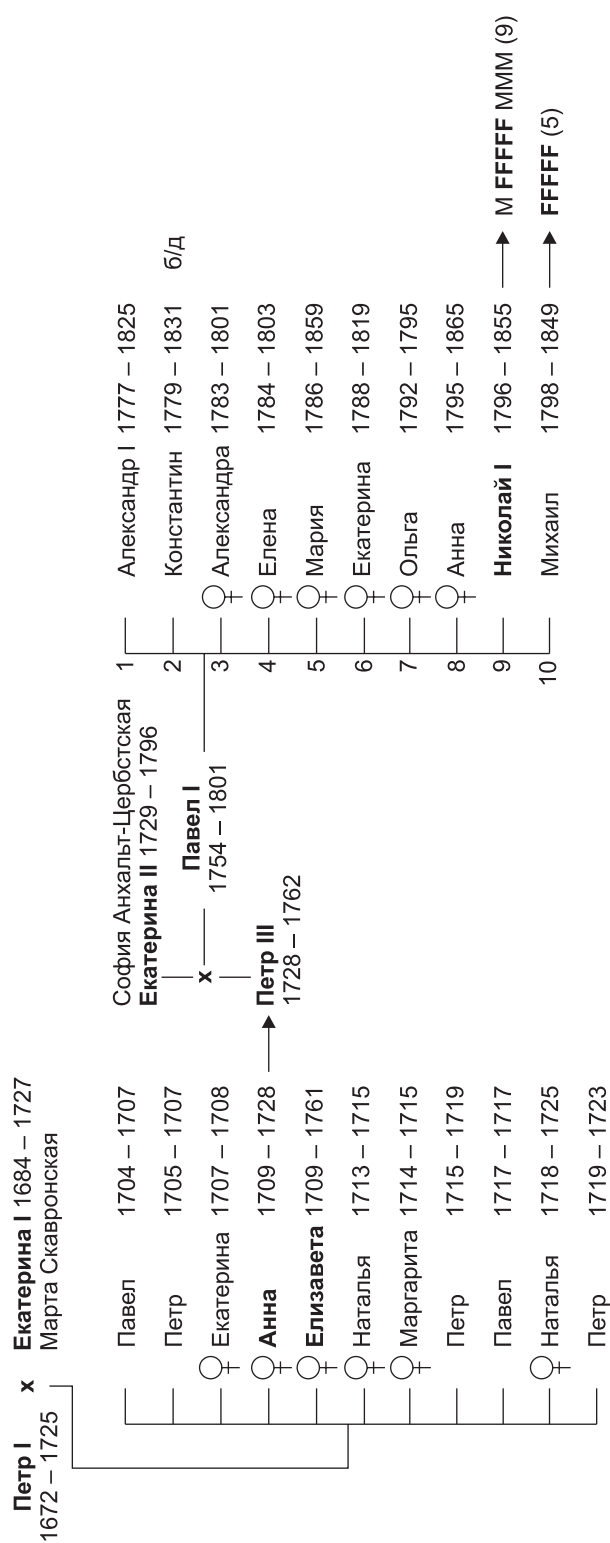 Петр I
1672 – 1725
x
Екатерина I 1684 – 1727
Марта Скавронская
Павел 1704 – 1707
Петр 1705 – 1707
Екатерина 1707 – 1708
Анна 1709 – 1728
Елизавета 1709 – 1761
Наталья 1713 – 1715
Маргарита 1714 – 1715
Петр 1715 – 1719
Павел 1717 – 1717
Наталья 1718 – 1725
Петр 1719 – 1723
София Анхальт-Цербстская
Екатерина II 1729 – 1796
x
Петр III
1728 – 1762
Павел I
1754 – 1801
1 Александр I 1777 – 1825
2 Константин 1779 – 1831 б/д
3 Александра 1783 – 1801
4 Елена 1784 – 1803
5 Мария 1786 – 1859
6 Екатерина 1788 – 1819
7 Ольга 1792 – 1795
8 Анна 1795 – 1865
9 Николай I 1796 – 1855 M FFFFF MMM (9)
10 Михаил 1798 – 1849 FFFFF (5)